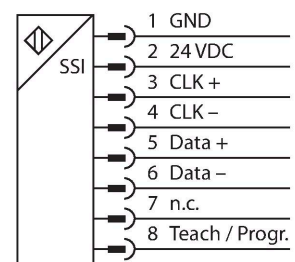 SSI
1 GND
2 24 VDC
3 CLK +
4 CLK –
5 Data +
6 Data –
7 n.c.
8 Teach / Progr.